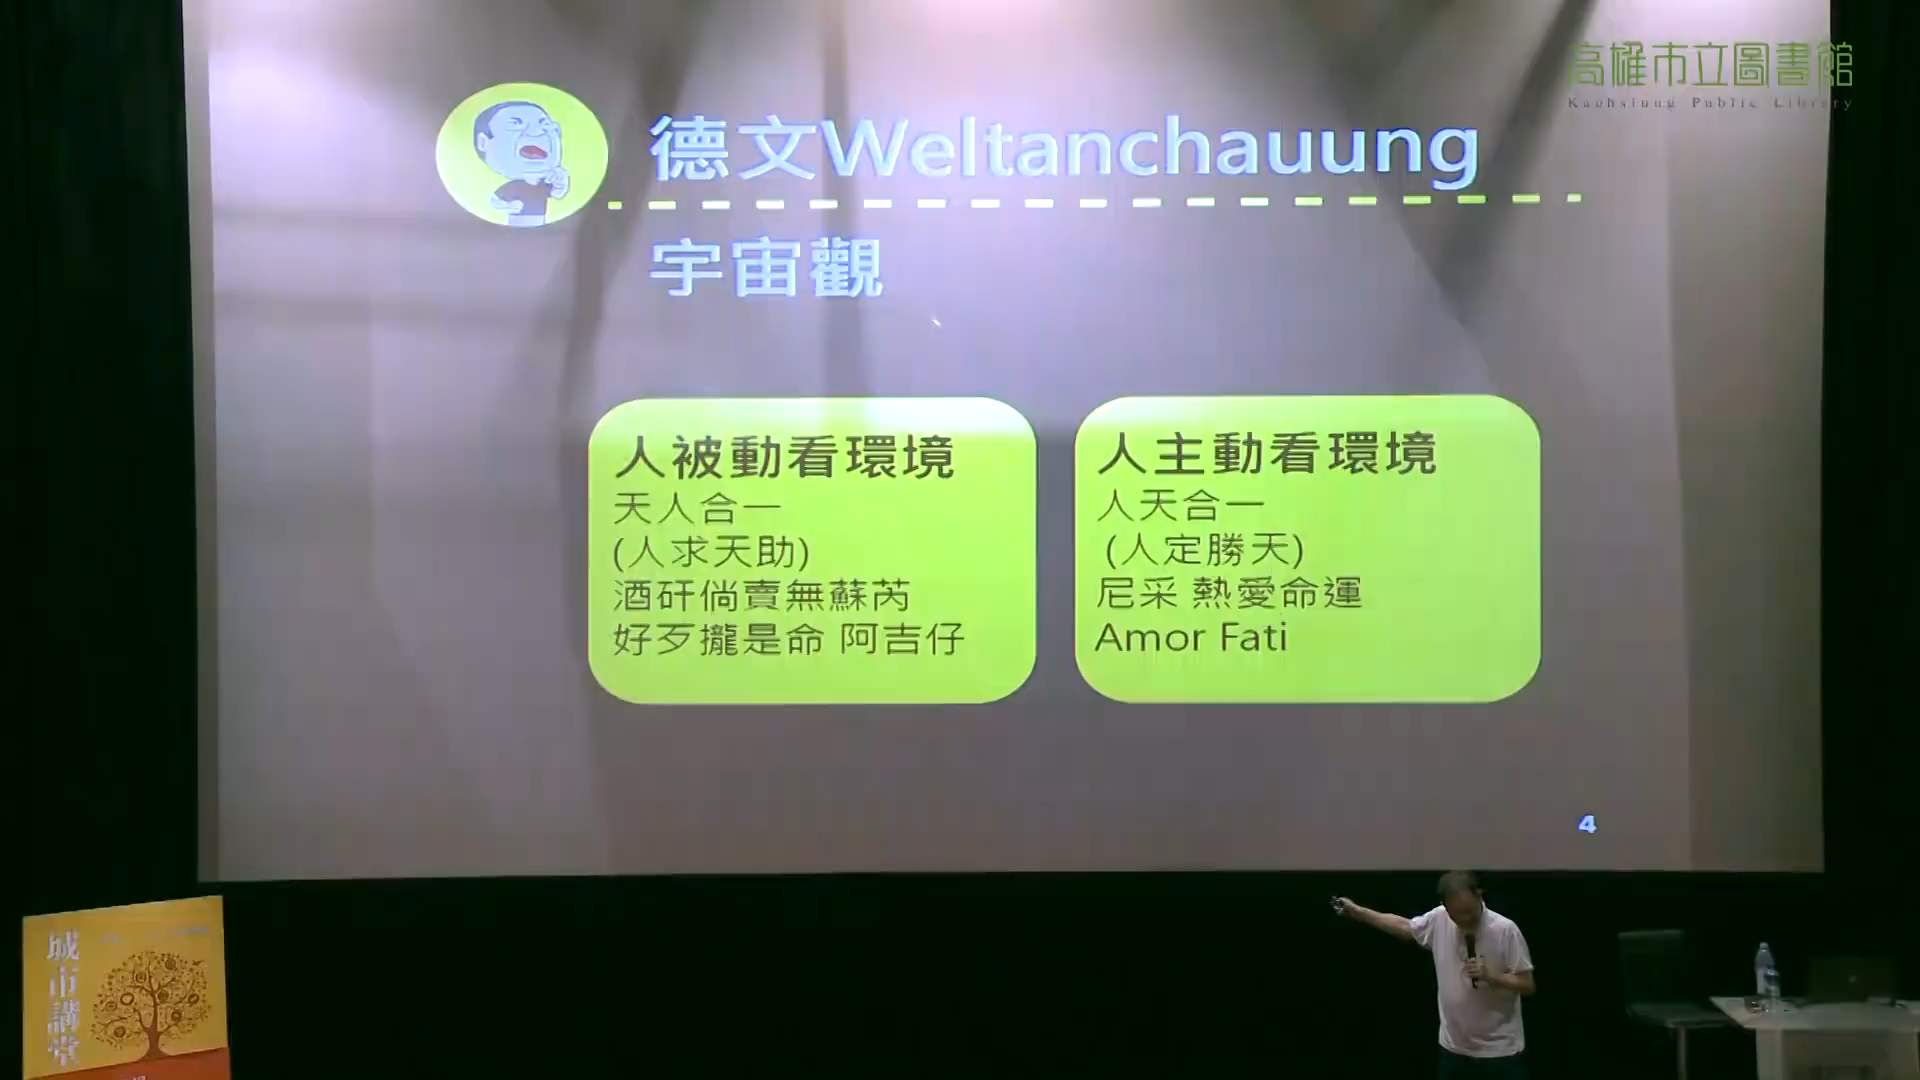 高雄市立圖書館
Kaohsiung Public Library
德文Weltanchauung
宇宙觀
人被動看環境
天人合一
(人求天助)
酒矸倘賣無蘇芮
好歹攏是命 阿吉仔
人主動看環境
人天合一
(人定勝天)
尼采 熱愛命運
Amor Fati
4
城市講堂